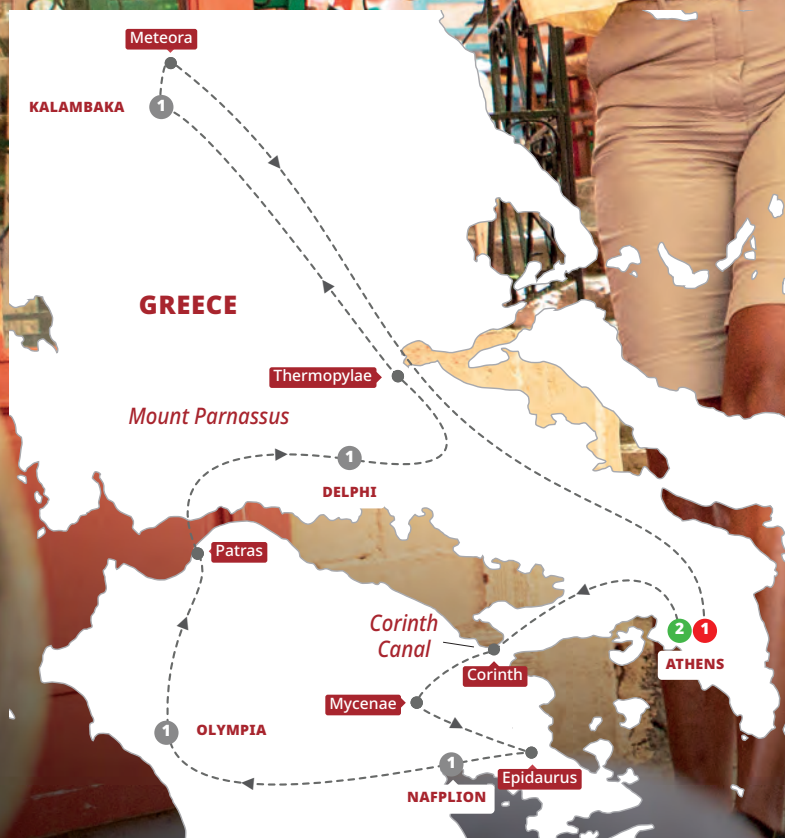 Meteora
KALAMBAKA
1
GREECE
Thermopylae
Mount Parnassus
1
DELPHI
Patras
Corinth
Canal
2
1
ATHENS
Corinth
Mycenae
1
OLYMPIA
1
Epidaurus
NAFPLION